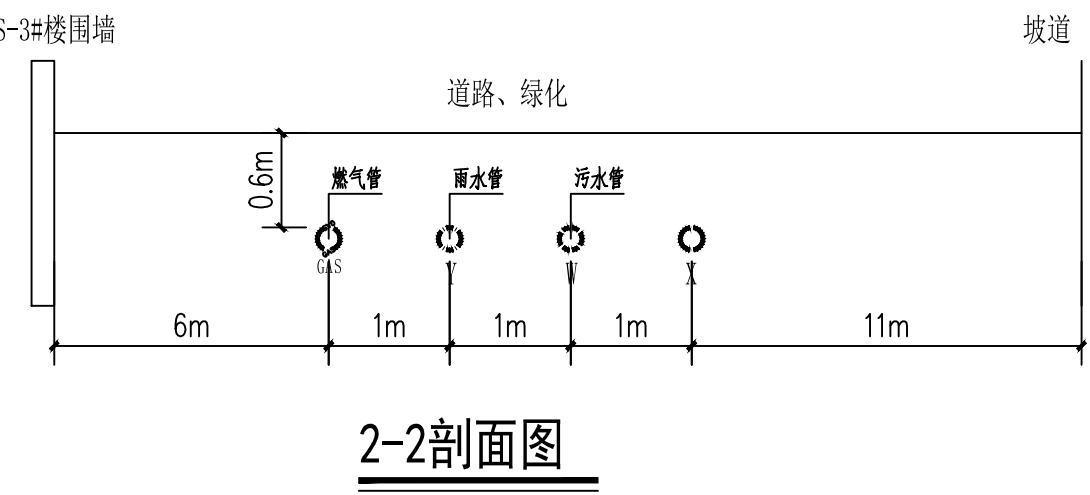 S-3#楼围墙
坡道
道路、绿化
0.6m
燃气管
雨水管
污水管
GAS
Y
W
X
6m
1m
1m
1m
11m
2-2剖面图